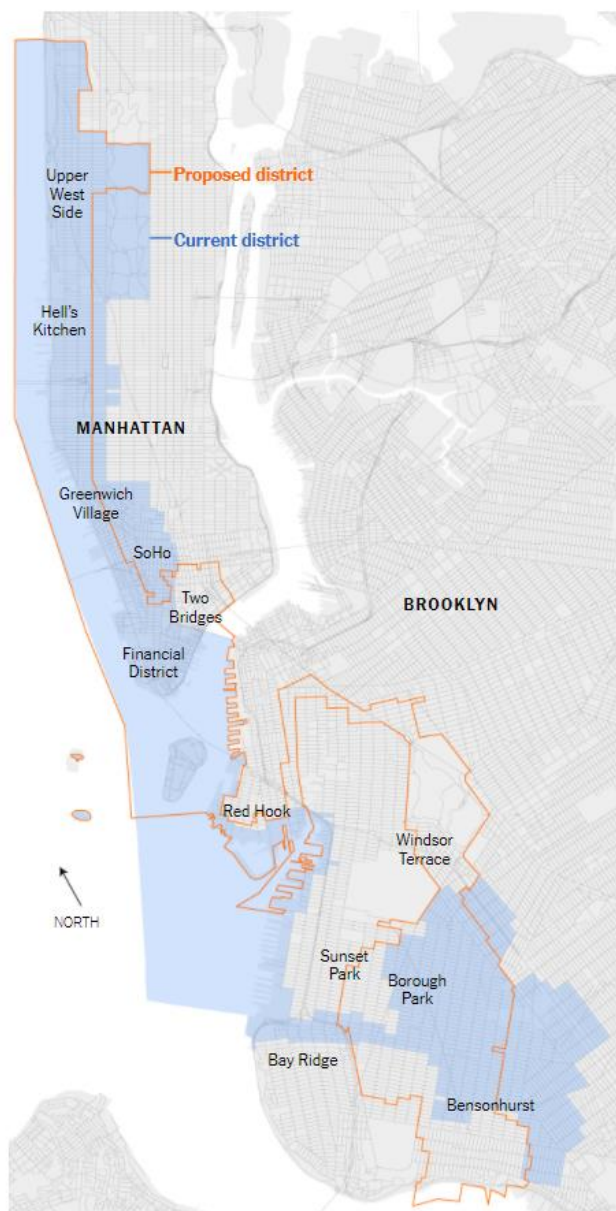 Upper
West
Side
Proposed district
Current district
Hell's
Kitchen
MANHATTAN
Greenwich
Village
SoHo
Two
Bridges
BROOKLYN
Financial
District
Red Hook
Windsor
Terrace
NORTH
Sunset
Park
Borough
Park
Bay Ridge
Bensonhurst